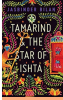 JASBINDER BILAN
TAMARIND
& THE
STAR OF
ISHTA